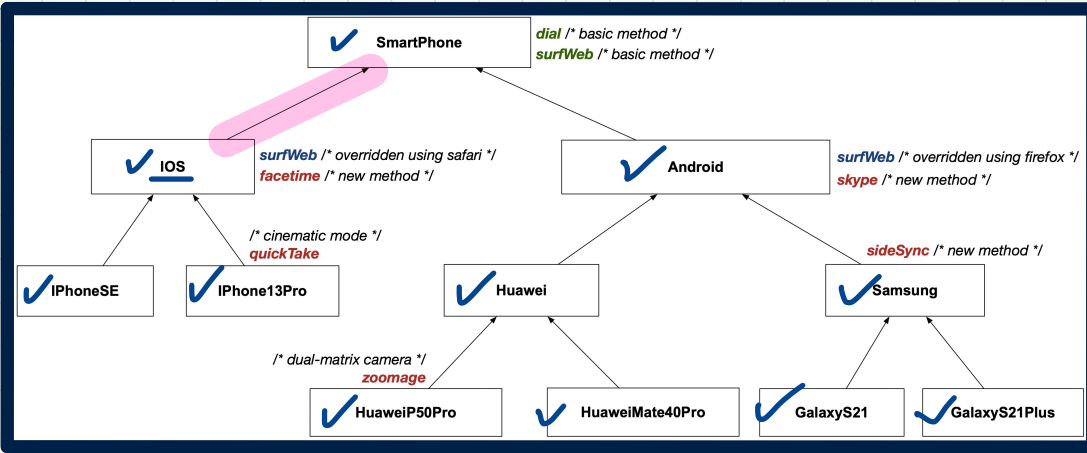 SmartPhone
dial /* basic method */
surfWeb /* basic method */
IOS
surfWeb /* overridden using safari */
facetime /* new method */
Android
surfWeb /* overridden using firefox */
skype /* new method */
/* cinematic mode */
quickTake
sideSync /* new method */
IPhoneSE
IPhone13Pro
Huawei
Samsung
/* dual-matrix camera */
zoomage
HuaweiP50Pro
HuaweiMate40Pro
GalaxyS21
GalaxyS21Plus